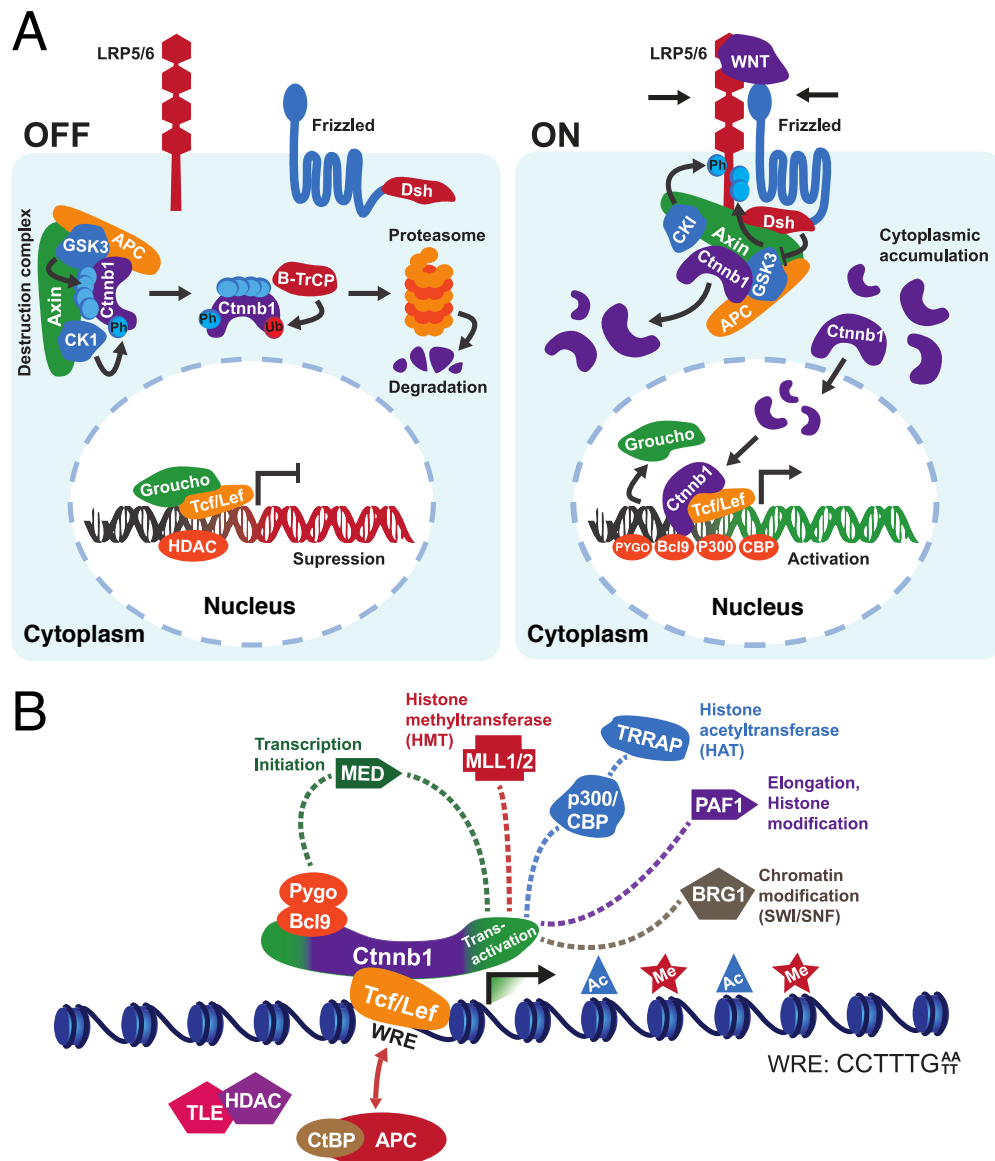 A
OFF
LRP5/6
Frizzled
Dsh
Destruction complex
Axin
GSK3
APC
Ctnnb1
Ph
CK1
B-TrCP
Ctnnb1
Ph
Ub
Proteasome
Degradation
Groucho
Tcf/Lef
HDAC
Supression
Nucleus
Cytoplasm
ON
LRP5/6
WNT
Frizzled
Ph
Dsh
CKI
Axin
Ctnnb1
GSK3
APC
Cytoplasmic
accumulation
Ctnnb1
Groucho
Ctnnb1
Tcf/Lef
PYGO
Bcl9
P300
CBP
Activation
Nucleus
Cytoplasm
B
Transcription
Initiation
MED
Histone
methyltransferase
(HMT)
MLL1/2
TRRAP
Histone
acetyltransferase
(HAT)
p300/
CBP
PAF1
Elongation,
Histone
modification
BRG1
Chromatin
modification
(SWI/SNF)
Pygo
Bcl9
Ctnnb1
Trans-
activation
Tcf/Lef
WRE
Ac
Me
Ac
Me
WRE: CCTTTG AA
TT
TLE
HDAC
CtBP
APC